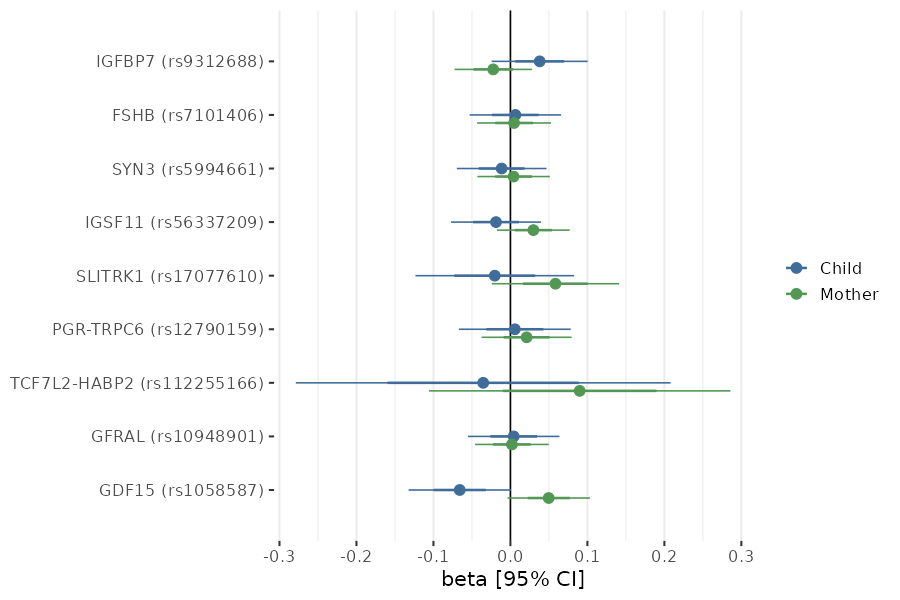 IGFBP7 (rs9312688)
FSHB (rs7101406)
SYN3 (rs5994661)
IGSF11 (rs56337209)
SLITRK1 (rs17077610)
PGR-TRPC6 (rs12790159)
TCF7L2-HABP2 (rs112255166)
GFRAL (rs10948901)
GDF15 (rs1058587)
Child
Mother
-0.3 -0.2 -0.1 0.0 0.1 0.2 0.3
beta [95% CI]